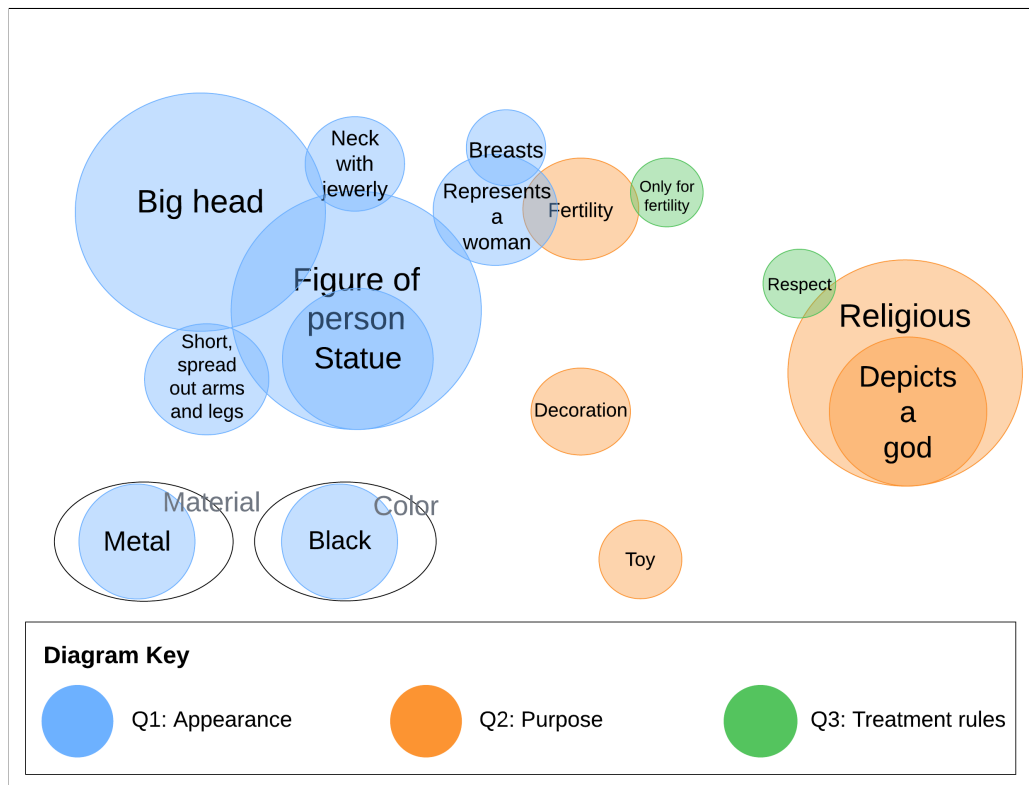 Big head
Neck
with
jewerly
Breasts
Represents
a
woman
Fertility
Only for
fertility
Figure of
person
Statue
Short,
spread
out arms
and legs
Respect
Religious
Depicts
a
god
Decoration
Material
Metal
Color
Black
Toy
Diagram Key
Q1: Appearance
Q2: Purpose
Q3: Treatment rules